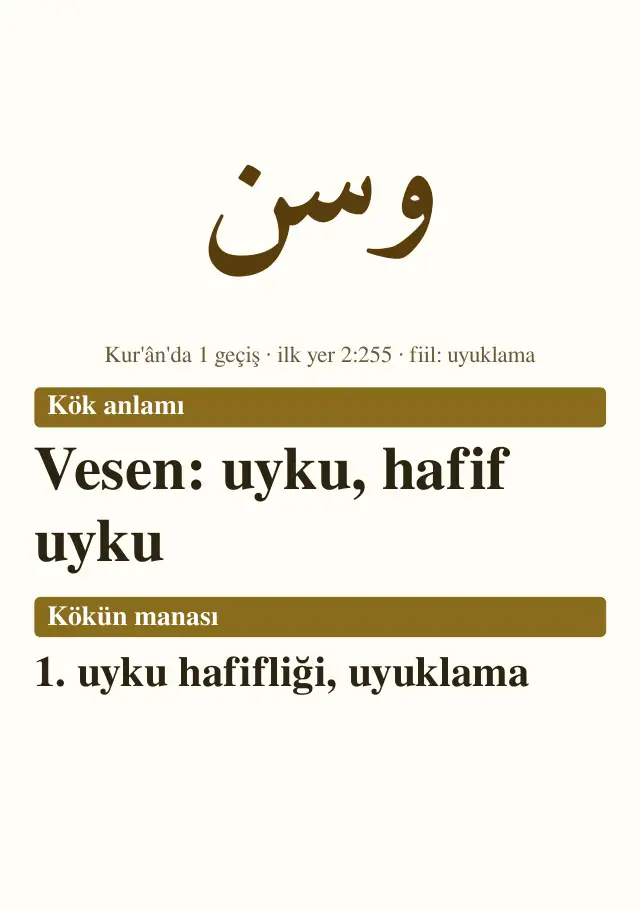 وسن
Kur'ân'da 1 geçiş · ilk yer 2:255 · fiil: uyuklama
Kök anlamı
Vesen: uyku, hafif
uyku
Kökün manası
1. uyku hafifliği, uyuklama